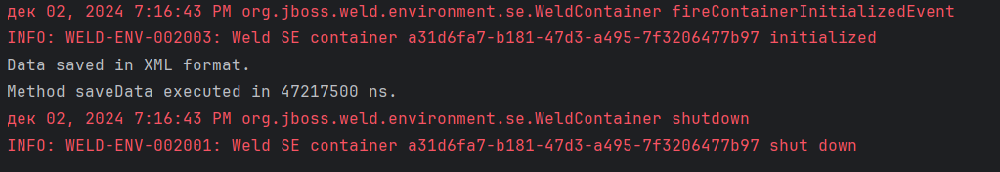 дек 02, 2024 7:16:43 PM org.jboss.weld.environment.se.WeldContainer fireContainerInitializedEvent
INFO: WELD-ENV-002003: Weld SE container a31d6fa7-b181-47d3-a495-7f3206477b97 initialized
Data saved in XML format.
Method saveData executed in 47217500 ns.
дек 02, 2024 7:16:43 PM org.jboss.weld.environment.se.WeldContainer shutdown
INFO: WELD-ENV-002001: Weld SE container a31d6fa7-b181-47d3-a495-7f3206477b97 shut down